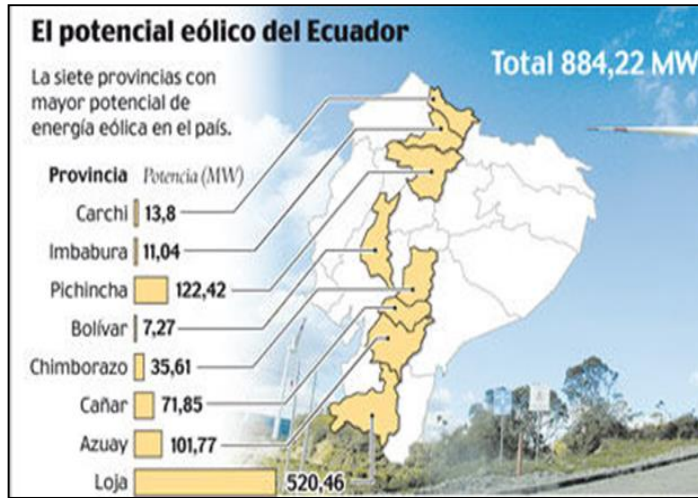 El potencial eólico del Ecuador
Total 884,22 MW
La siete provincias con
mayor potencial de
energía eólica en el país.
Provincia Potencia (MW)
Carchi 13,8
Imbabura 11,04
Pichincha 122,42
Bolívar 7,27
Chimborazo 35,61
Cañar 71,85
Azuay 101,77
Loja 520,46